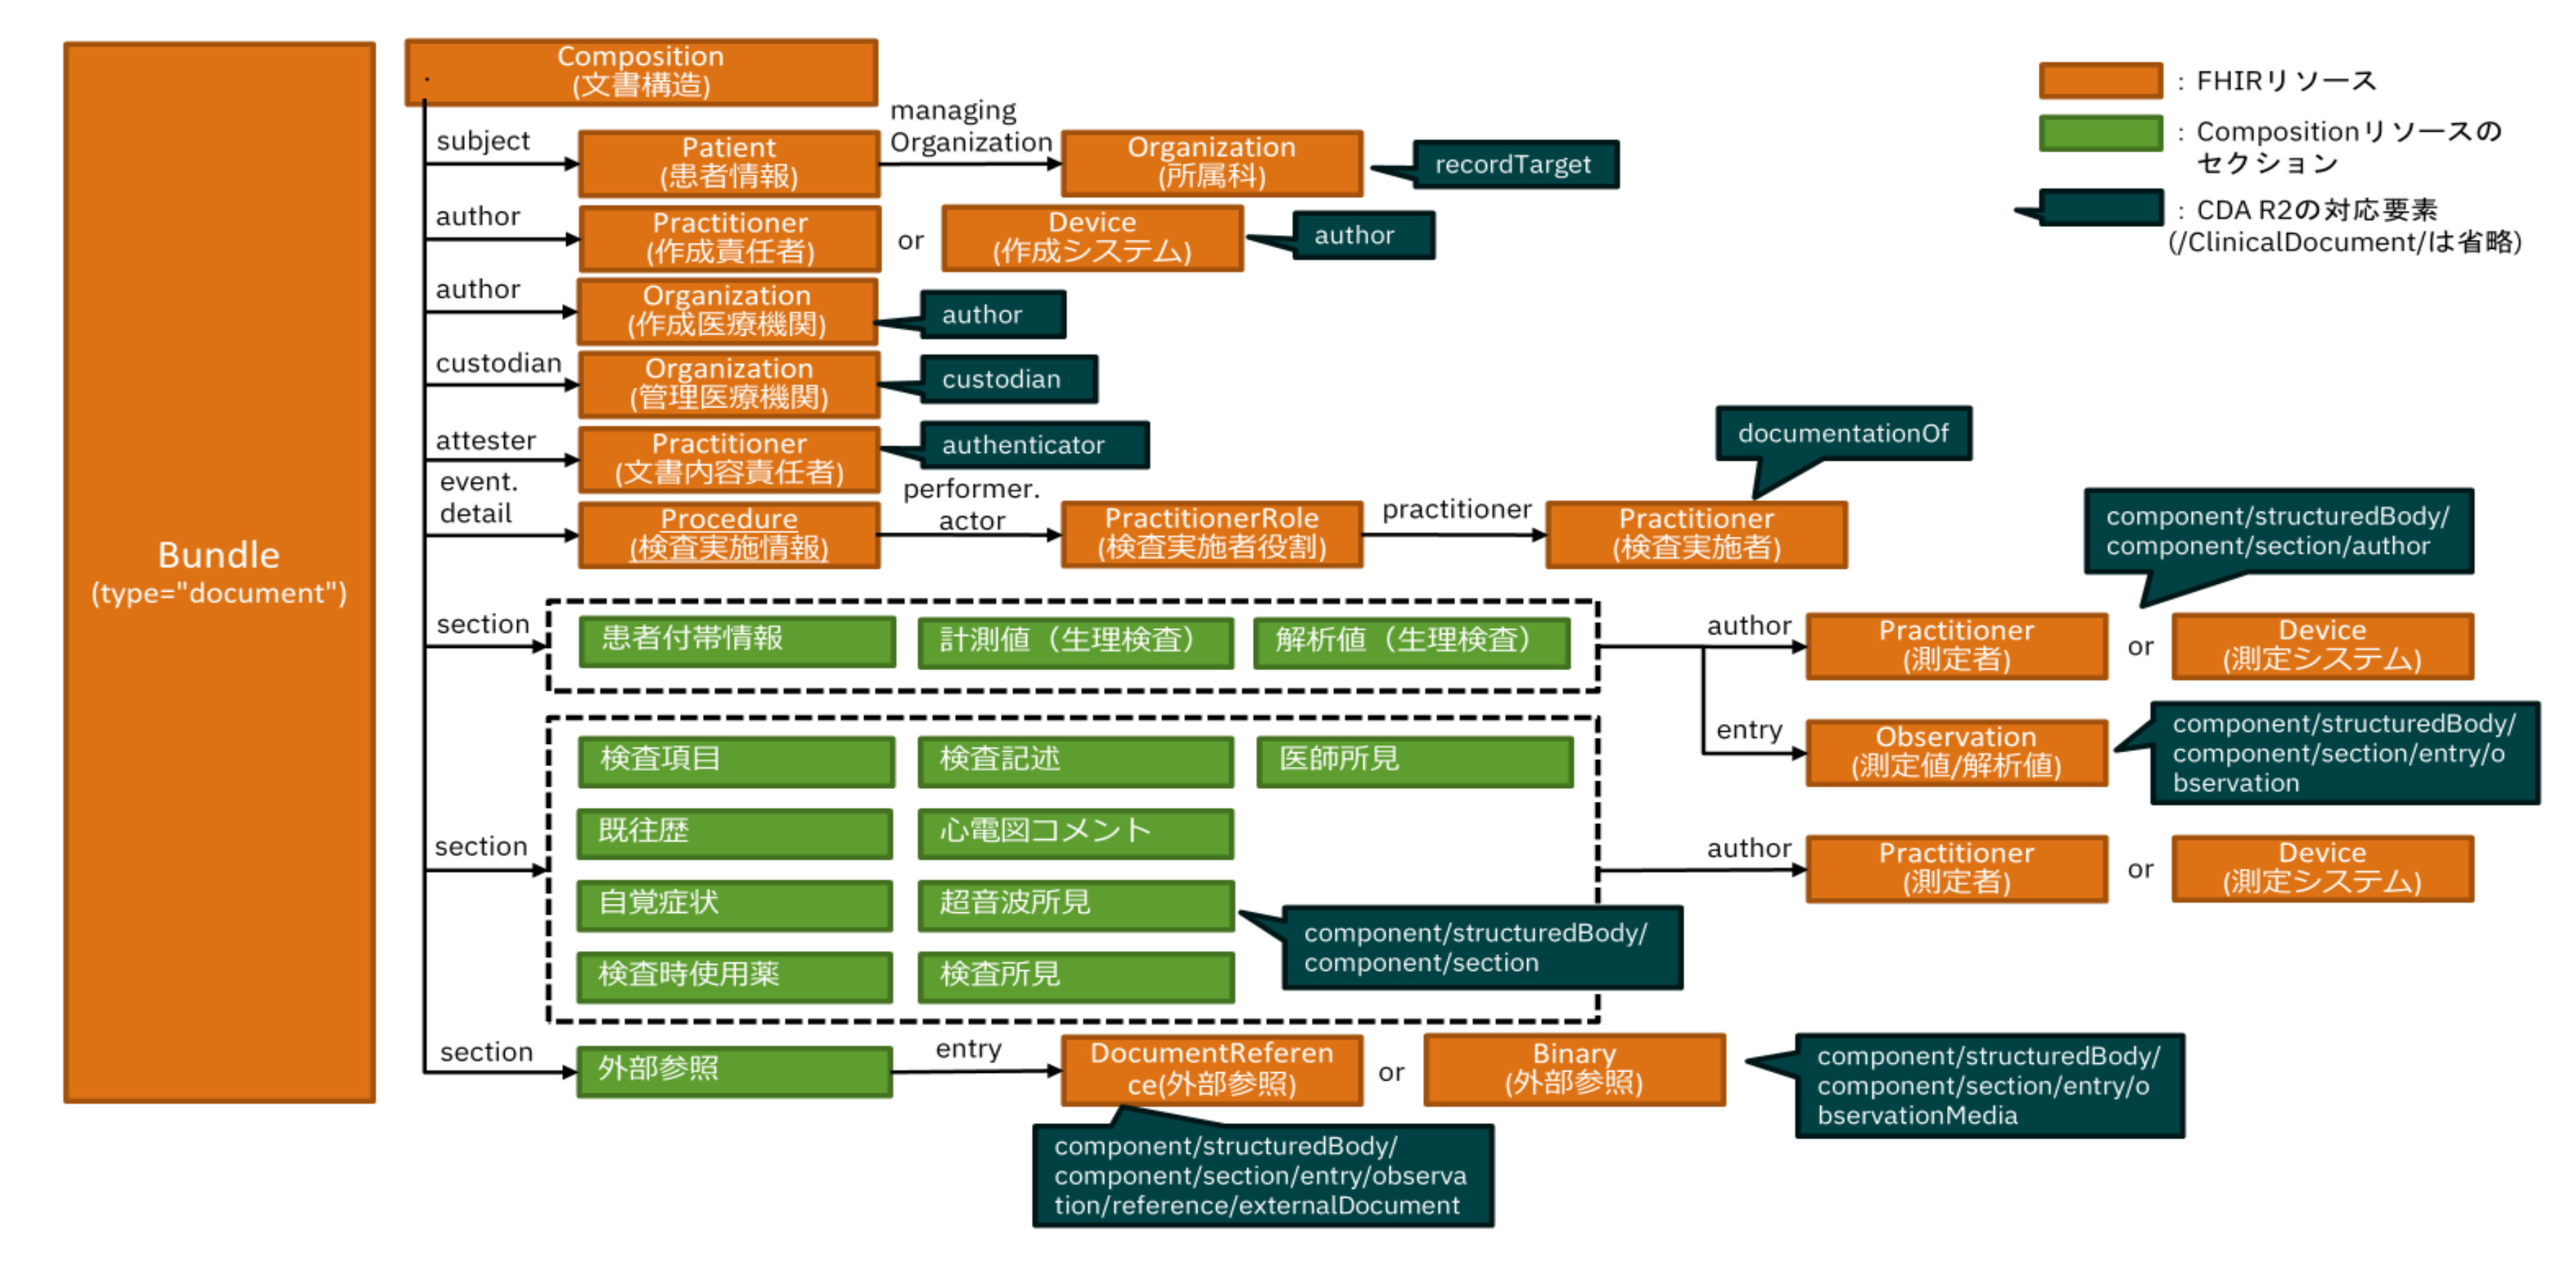 Bundle
(type="document")
Composition
(文書構造)
subject
Patient
(患者情報)
managing
Organization
Organization
(所属科)
recordTarget
author
Practitioner
(作成責任者)
or
Device
(作成システム)
author
author
Organization
(作成医療機関)
author
custodian
Organization
(管理医療機関)
custodian
attester
Practitioner
(文書内容責任者)
authenticator
event.
detail
Procedure
(検査実施情報)
performer.
actor
PractitionerRole
(検査実施者役割)
practitioner
Practitioner
(検査実施者)
documentationOf
section
患者付帯情報
計測値（生理検査）
解析値（生理検査）
author
Practitioner
(測定者)
or
Device
(測定システム)
component/structuredBody/
component/section/author
entry
Observation
(測定値/解析値)
component/structuredBody/
component/section/entry/o
bservation
section
検査項目
検査記述
医師所見
既往歴
心電図コメント
自覚症状
超音波所見
検査時使用薬
検査所見
component/structuredBody/
component/section
author
Practitioner
(測定者)
or
Device
(測定システム)
section
外部参照
entry
DocumentReferen
ce(外部参照)
or
Binary
(外部参照)
component/structuredBody/
component/section/entry/o
bservationMedia
component/structuredBody/
component/section/entry/observa
tion/reference/externalDocument
：FHIRリソース
：Compositionリソースの
セクション
：CDA R2の対応要素
(/ClinicalDocument/は省略)